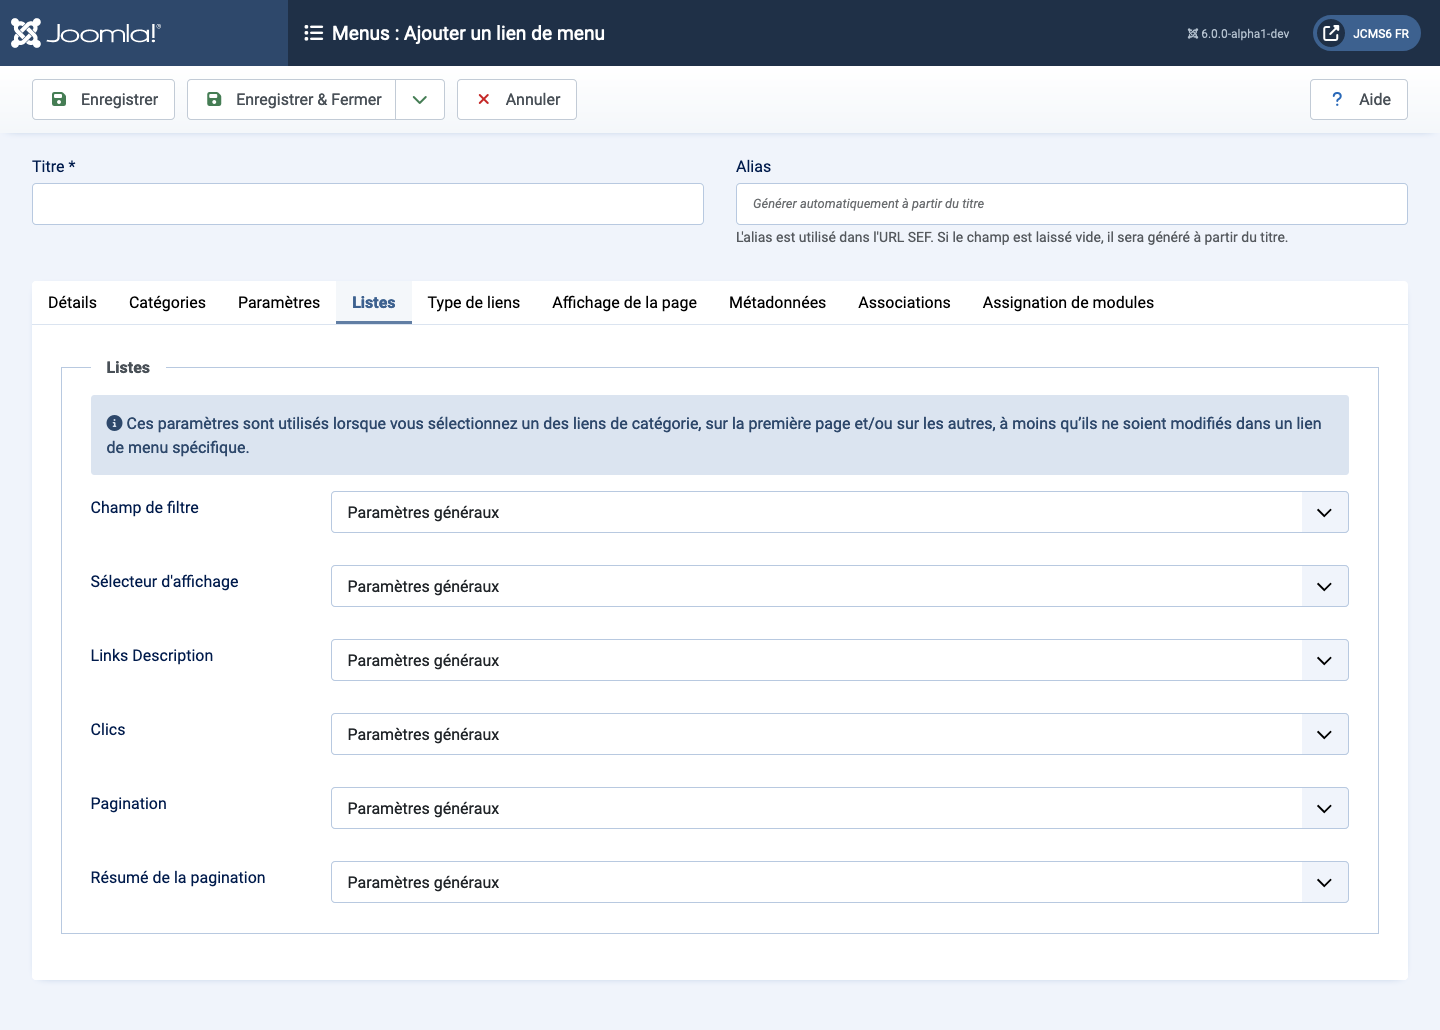 Joomla!®
Menus : Ajouter un lien de menu
6.0.0-alpha1-dev
JCMS6 FR
Enregistrer
Enregistrer & Fermer
Annuler
? Aide
Titre *
Alias
Générer automatiquement à partir du titre
L'alias est utilisé dans l'URL SEF. Si le champ est laissé vide, il sera généré à partir du titre.
Détails Catégories Paramètres Listes Type de liens Affichage de la page Métadonnées Associations Assignation de modules
Listes
Ces paramètres sont utilisés lorsque vous sélectionnez un des liens de catégorie, sur la première page et/ou sur les autres, à moins qu’ils ne soient modifiés dans un lien
de menu spécifique.
Champ de filtre Paramètres généraux
Sélecteur d'affichage Paramètres généraux
Links Description Paramètres généraux
Clics Paramètres généraux
Pagination Paramètres généraux
Résumé de la pagination Paramètres généraux